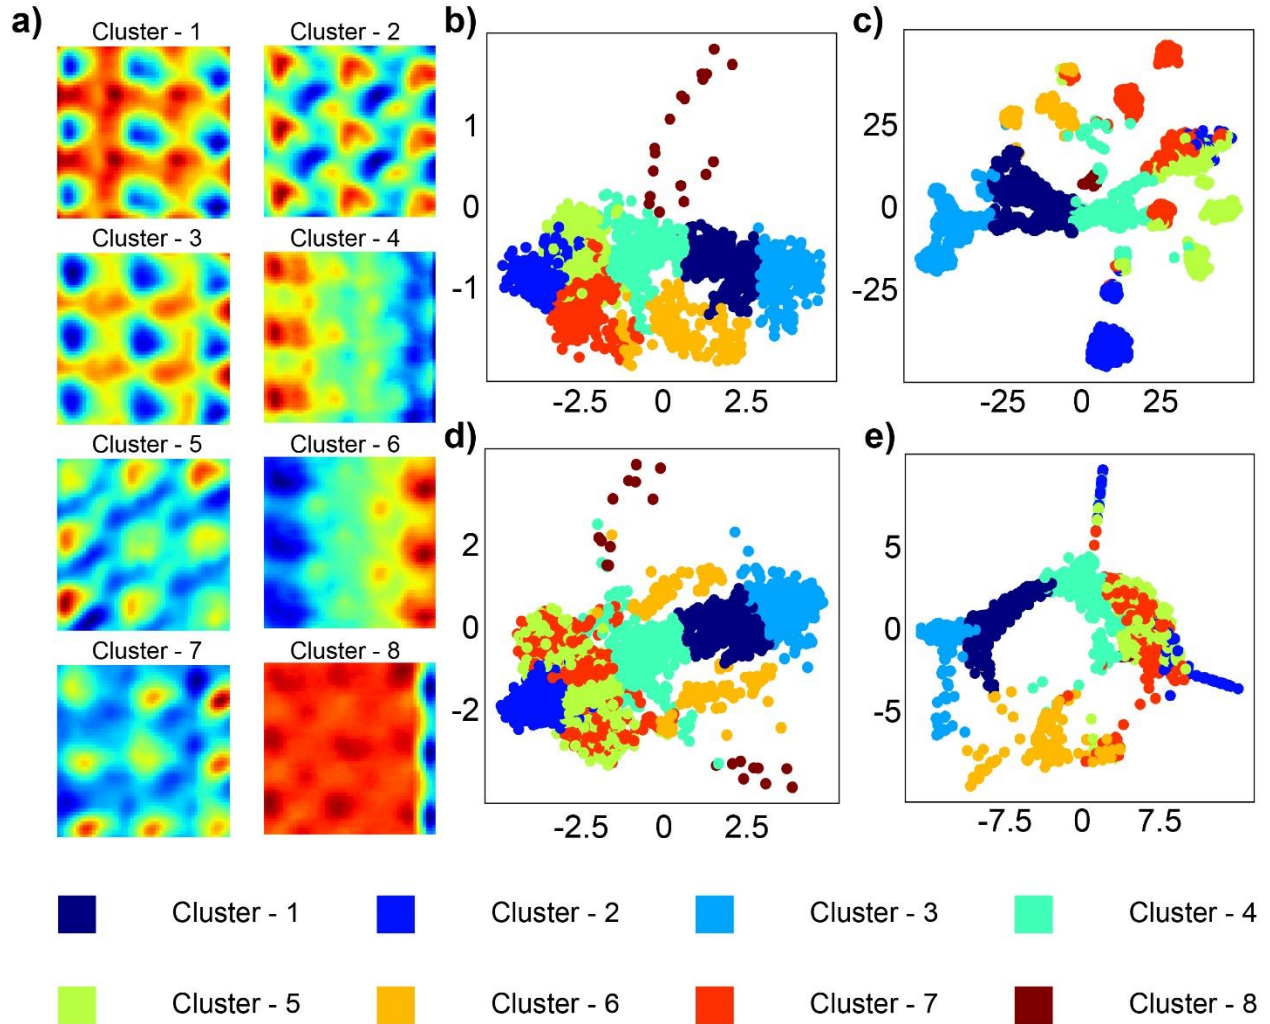 a)
Cluster - 1
Cluster - 2
Cluster - 3
Cluster - 4
Cluster - 5
Cluster - 6
Cluster - 7
Cluster - 8
b)
1
0
-1
-2.5 0 2.5
c)
25
0
-25
-25 0 25
d)
2
0
-2
-2.5 0 2.5
e)
5
0
-5
-7.5 0 7.5
Cluster - 1 Cluster - 2 Cluster - 3 Cluster - 4
Cluster - 5 Cluster - 6 Cluster - 7 Cluster - 8